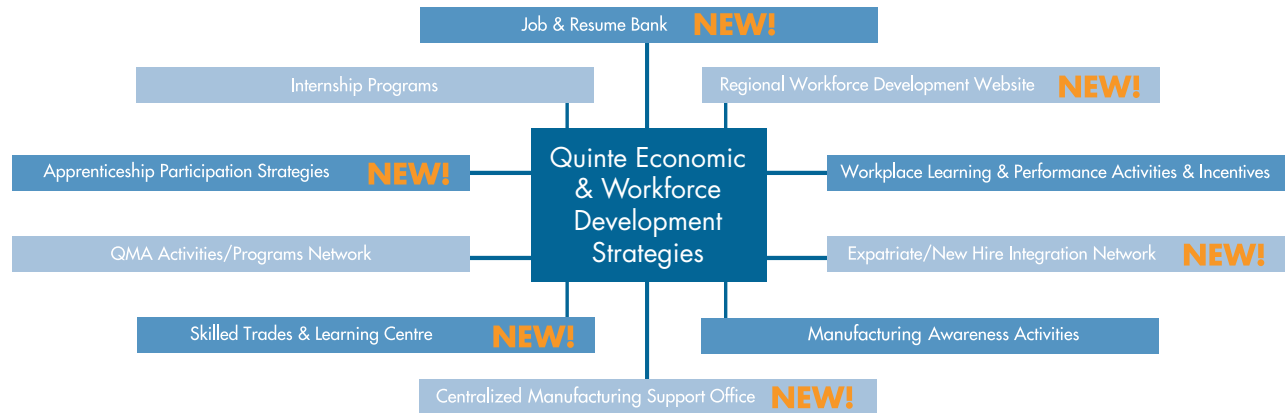 Job & Resume Bank NEW!
Internship Programs
Regional Workforce Development Website NEW!
Apprenticeship Participation Strategies NEW!
Quinte Economic
& Workforce
Development
Strategies
Workplace Learning & Performance Activities & Incentives
QMA Activities/Programs Network
Expatriate/New Hire Integration Network NEW!
Skilled Trades & Learning Centre NEW!
Manufacturing Awareness Activities
Centralized Manufacturing Support Office NEW!